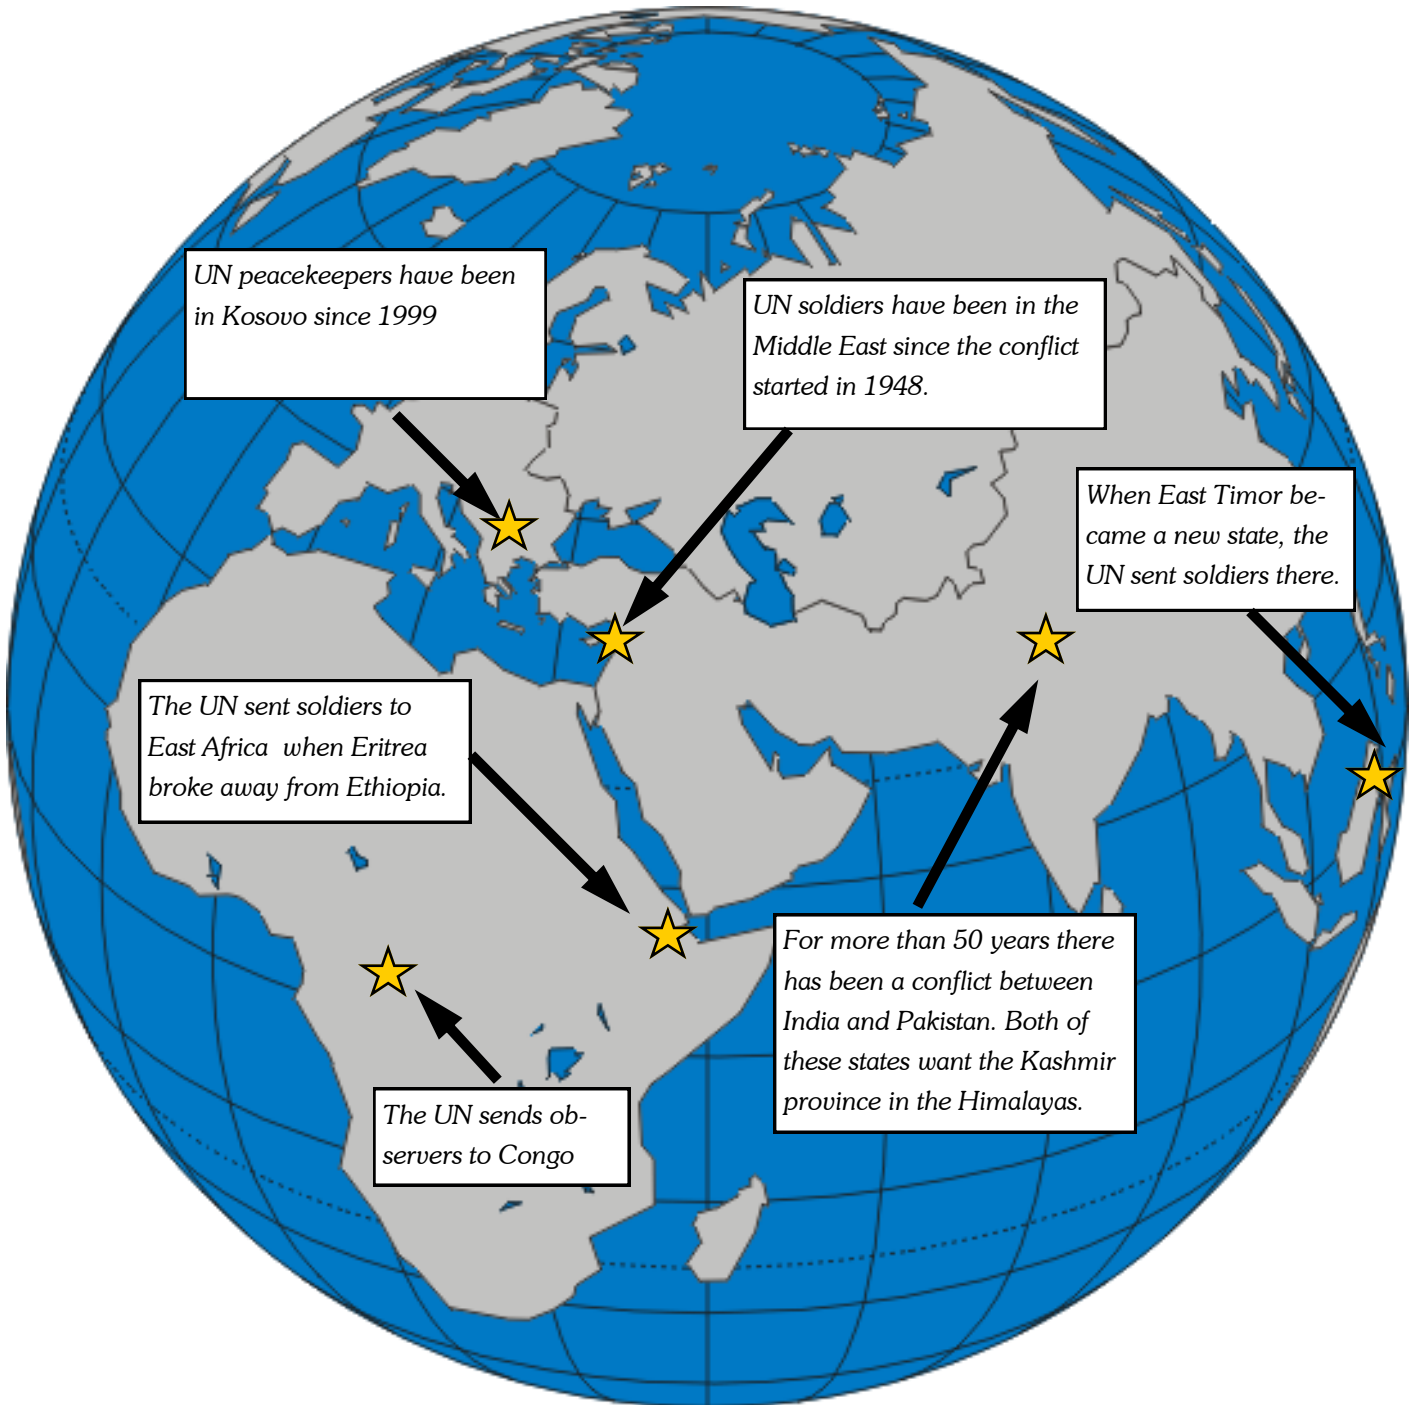 UN peacekeepers have been
in Kosovo since 1999
UN soldiers have been in the
Middle East since the conflict
started in 1948.
When East Timor be-
came a new state, the
UN sent soldiers there.
The UN sent soldiers to
East Africa  when Eritrea
broke away from Ethiopia.
For more than 50 years there
has been a conflict between
India and Pakistan. Both of
these states want the Kashmir
province in the Himalayas.
The UN sends ob-
servers to Congo